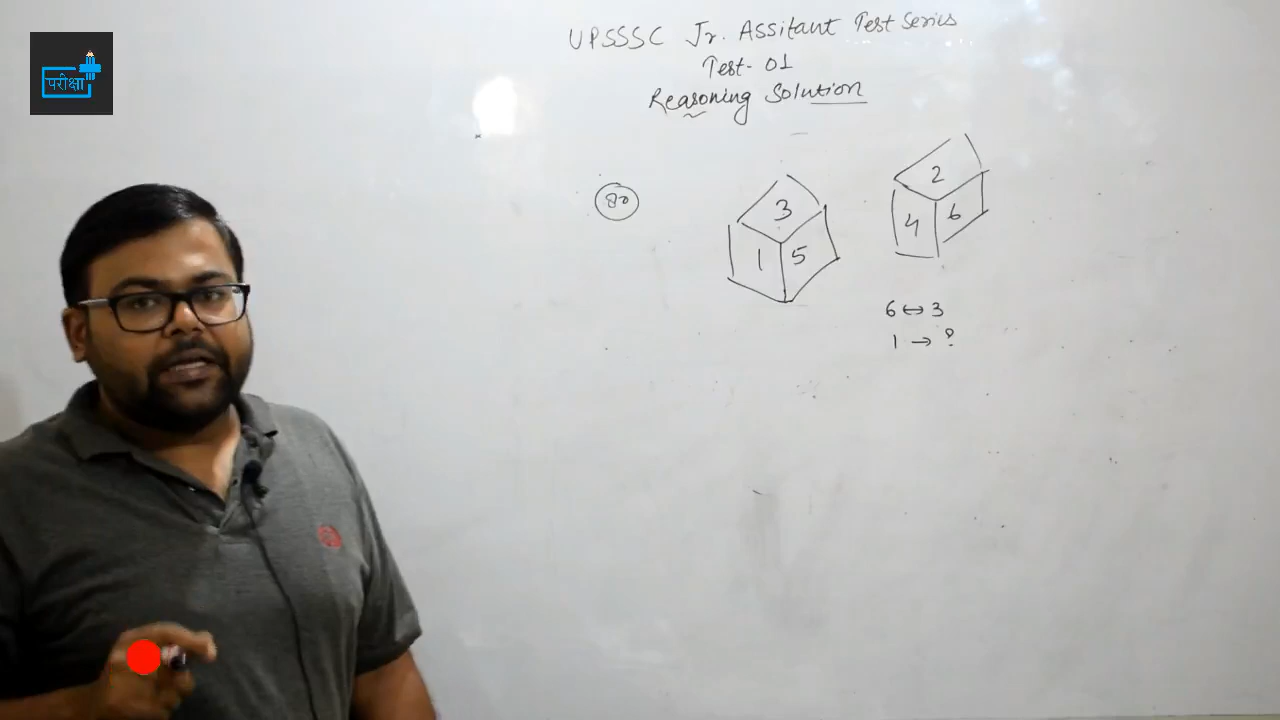 परीक्षा
UPSSSC Jr. Assitant Test Series
Test- 01
Reasoning Solution
80
3
1 5
2
4 6
6 ↔ 3
1 → ?